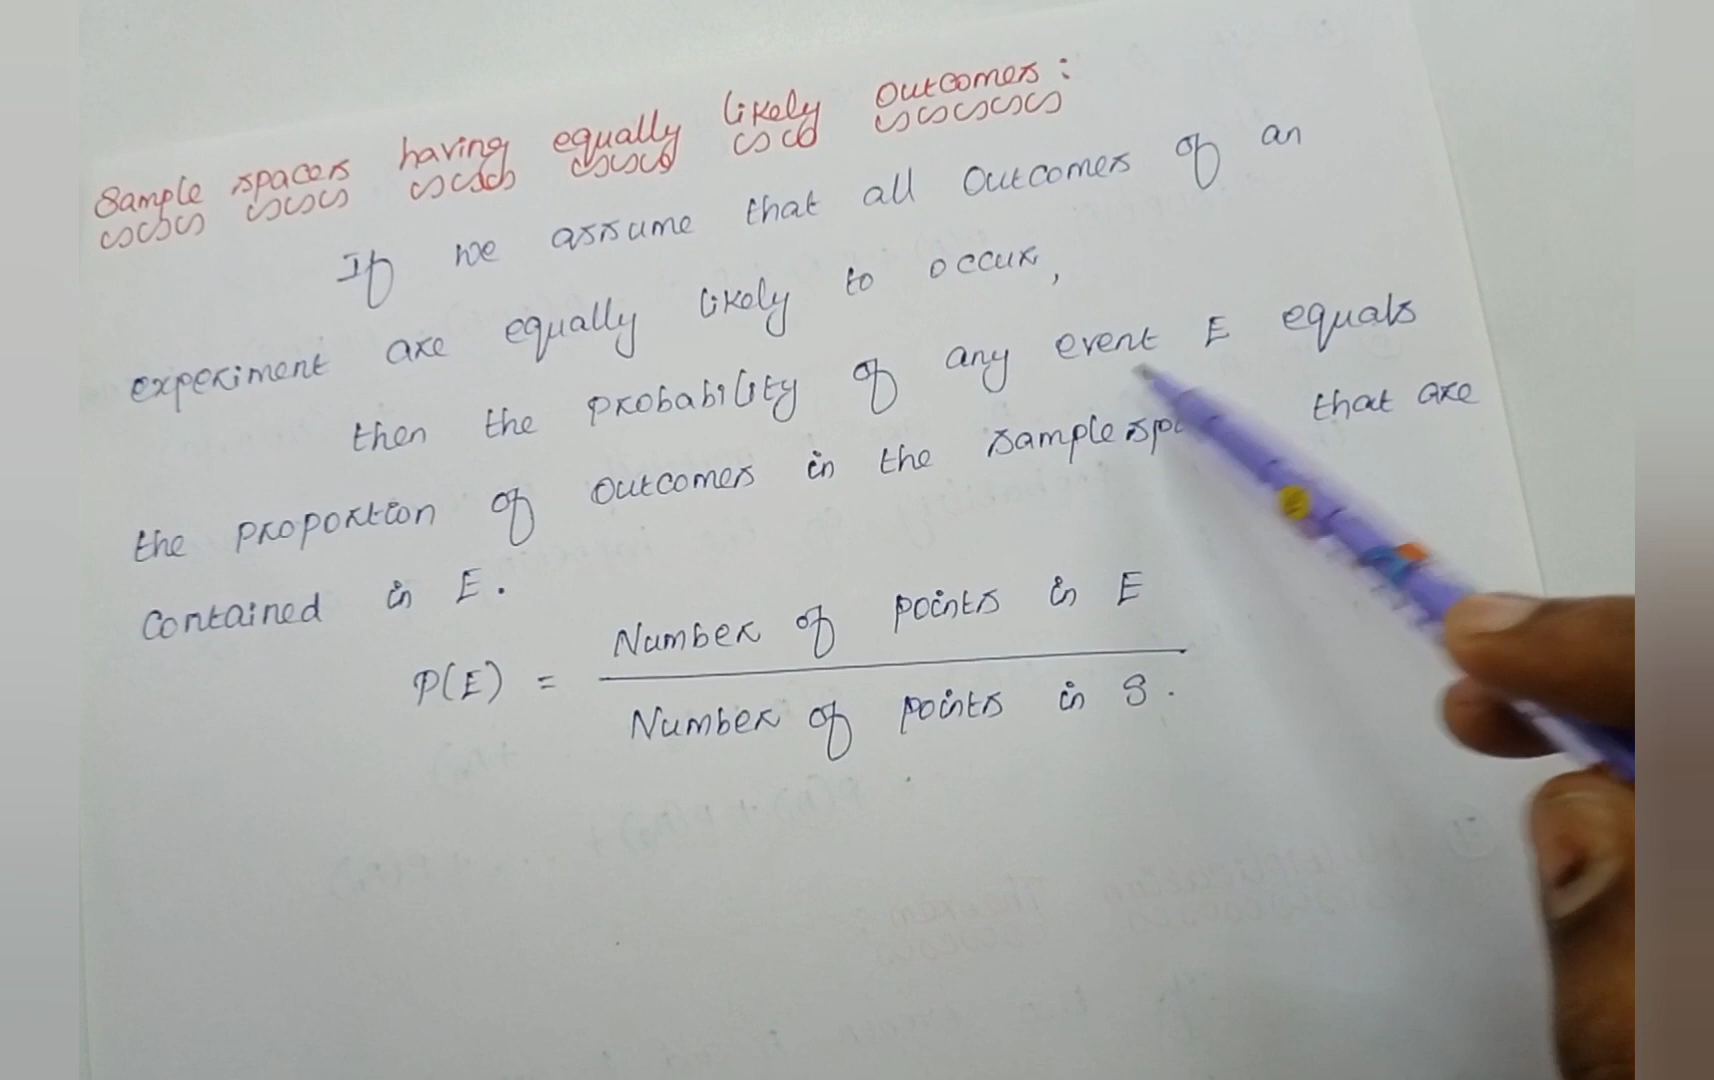 Sample spaces having equally likely outcomes:
If we assume that all outcomes of an
experiment are equally likely to occur,
then the probability of any event E equals
the proportion of outcomes in the sample that are
contained in E.
P(E) = Number of points in E
Number of points in S.